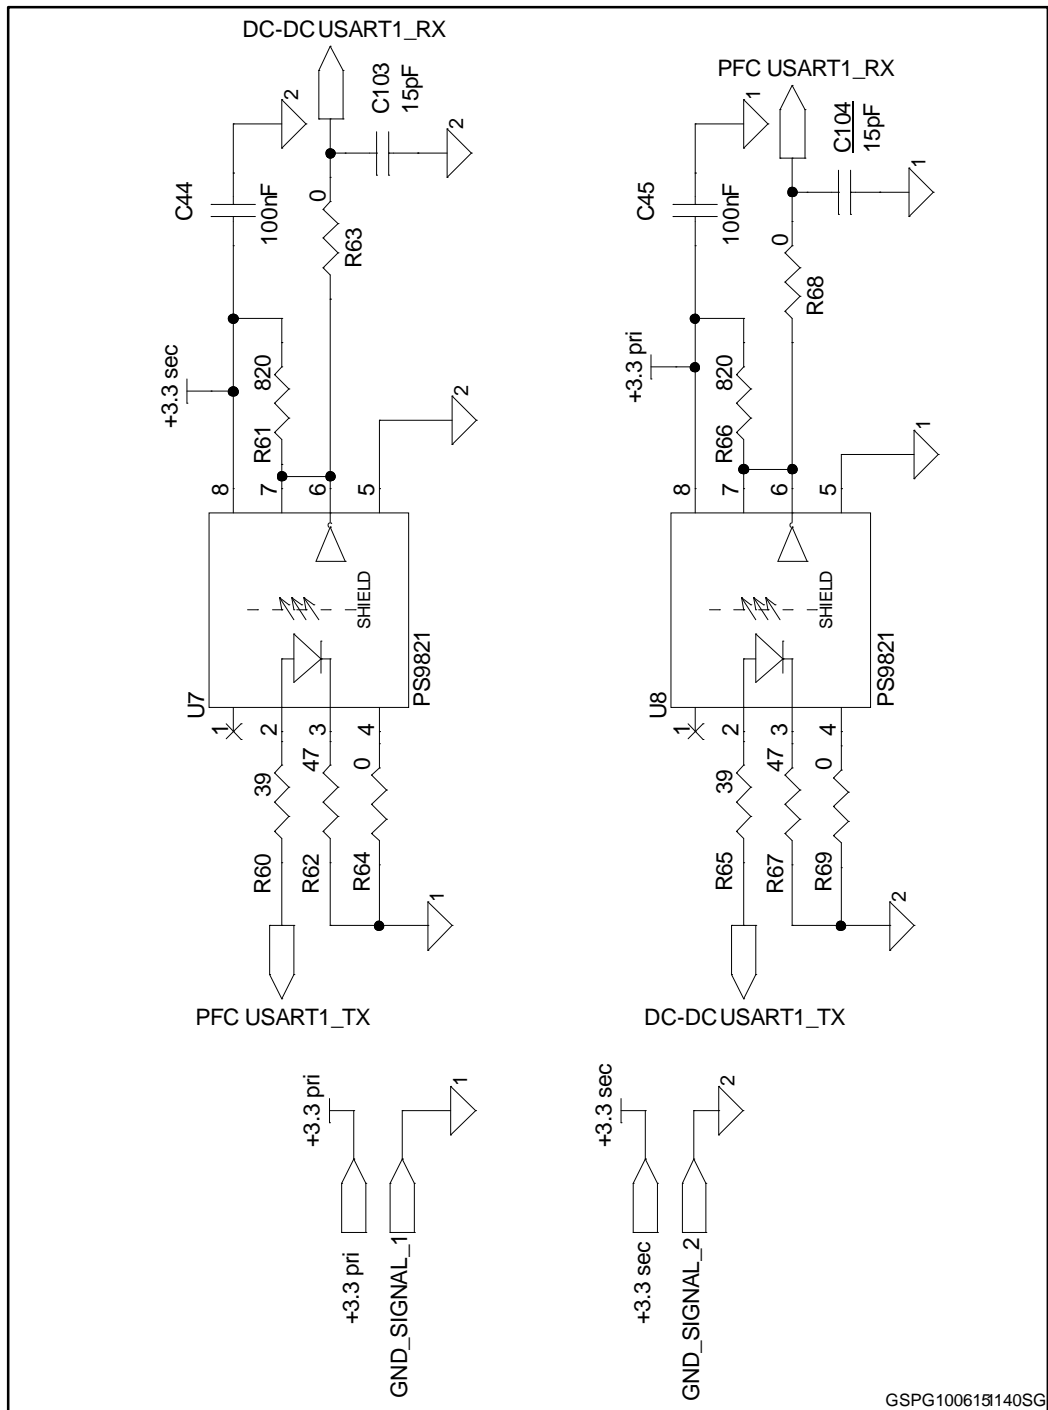 DC-DC USART1_RX
C103
15pF
2
2
C44
100nF
0
R63
+3.3 sec
820
R61
2
8
7
6
5
SHIELD
PS9821
U7
1
2
3
4
39
47
0
R60
R62
R64
1
PFC USART1_TX
PFC USART1_RX
C104
15pF
1
1
C45
100nF
0
R68
+3.3 pri
820
R66
1
8
7
6
5
SHIELD
PS9821
U8
1
2
3
4
39
47
0
R65
R67
R69
2
DC-DC USART1_TX
+3.3 pri
1
+3.3 pri
GND_SIGNAL_1
+3.3 sec
2
+3.3 sec
GND_SIGNAL_2